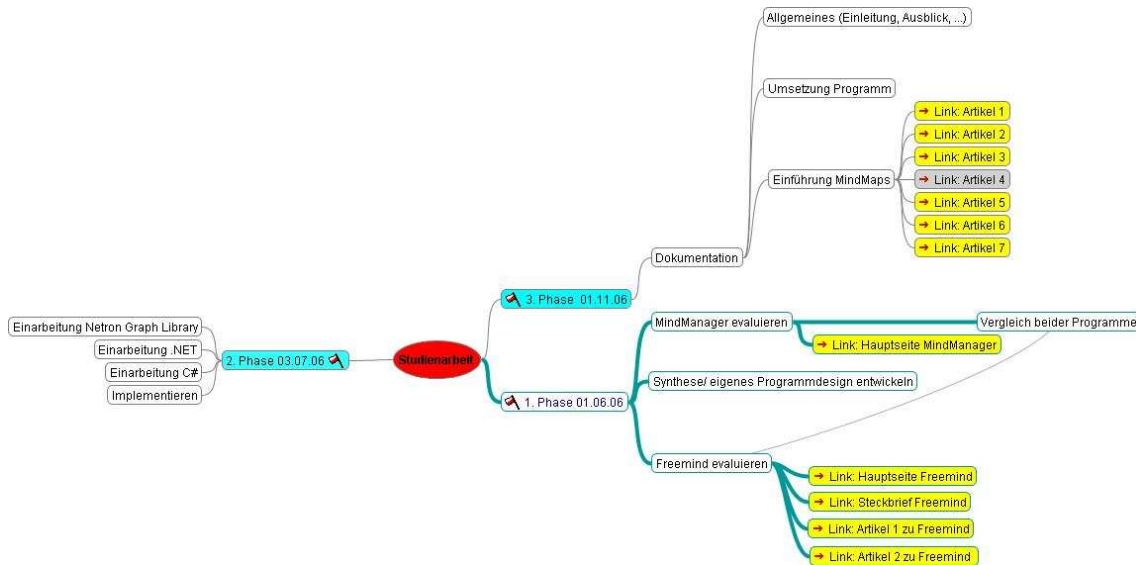 Allgemeines (Einleitung, Ausblick, ...)
Umsetzung Programm
Einführung MindMaps
Link: Artikel 1
Link: Artikel 2
Link: Artikel 3
Link: Artikel 4
Link: Artikel 5
Link: Artikel 6
Link: Artikel 7
Dokumentation
3. Phase 01.11.06
Einarbeitung Netron Graph Library
Einarbeitung .NET
Einarbeitung C#
Implementieren
2. Phase 03.07.06
Studienarbeit
1. Phase 01.06.06
MindManager evaluieren
Vergleich beider Programme
Link: Hauptseite MindManager
Synthese/ eigenes Programmdesign entwickeln
Freemind evaluieren
Link: Hauptseite Freemind
Link: Steckbrief Freemind
Link: Artikel 1 zu Freemind
Link: Artikel 2 zu Freemind